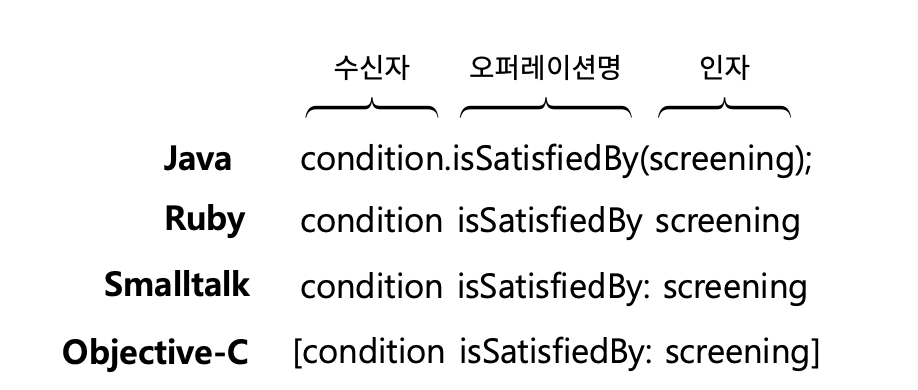 수신자 오퍼레이션명 인자
Java condition.isSatisfiedBy(screening);
Ruby condition isSatisfiedBy screening
Smalltalk condition isSatisfiedBy: screening
Objective-C [condition isSatisfiedBy: screening]